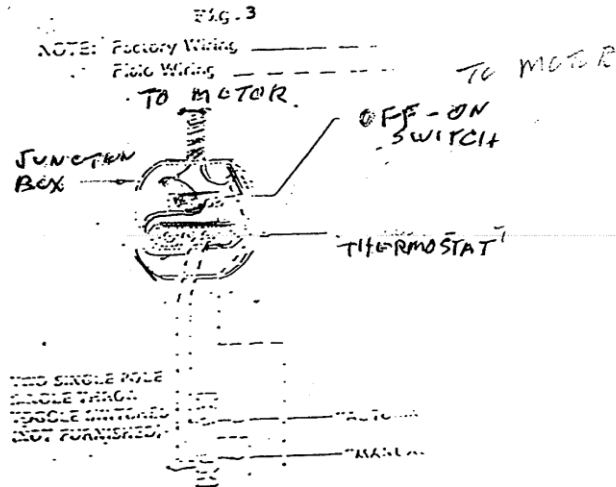 Fig. 3
NOTE: Factory Wiring
Field Wiring
TO MOTOR
TO MOTOR
OFF-ON
SWITCH
JUNCTION
BOX
THERMOSTAT
TWO SINGLE POLE
SINGLE THROW
TOGGLE SWITCHES
(NOT FURNISHED)
"AUTO
"MANUAL